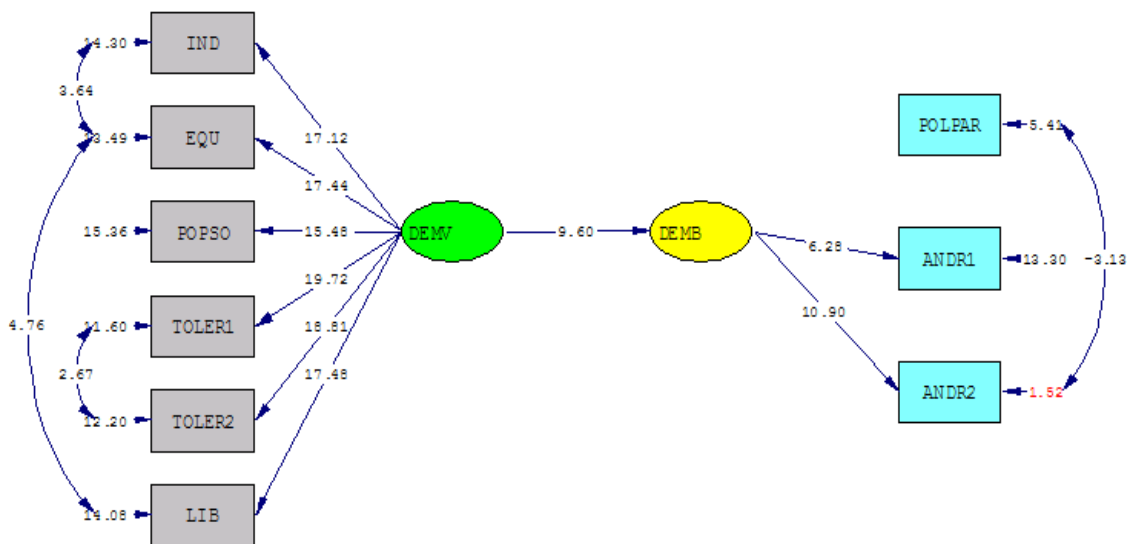 14.30
IND
3.64
13.49
EQU
17.12
17.44
POLPAR
5.41
15.36
POPSO
15.48
DEMV
9.60
DEMB
6.28
ANDR1
13.30
-3.13
19.72
10.90
4.76
11.60
TOLER1
18.81
2.67
17.48
12.20
TOLER2
ANDR2
1.52
14.08
LIB